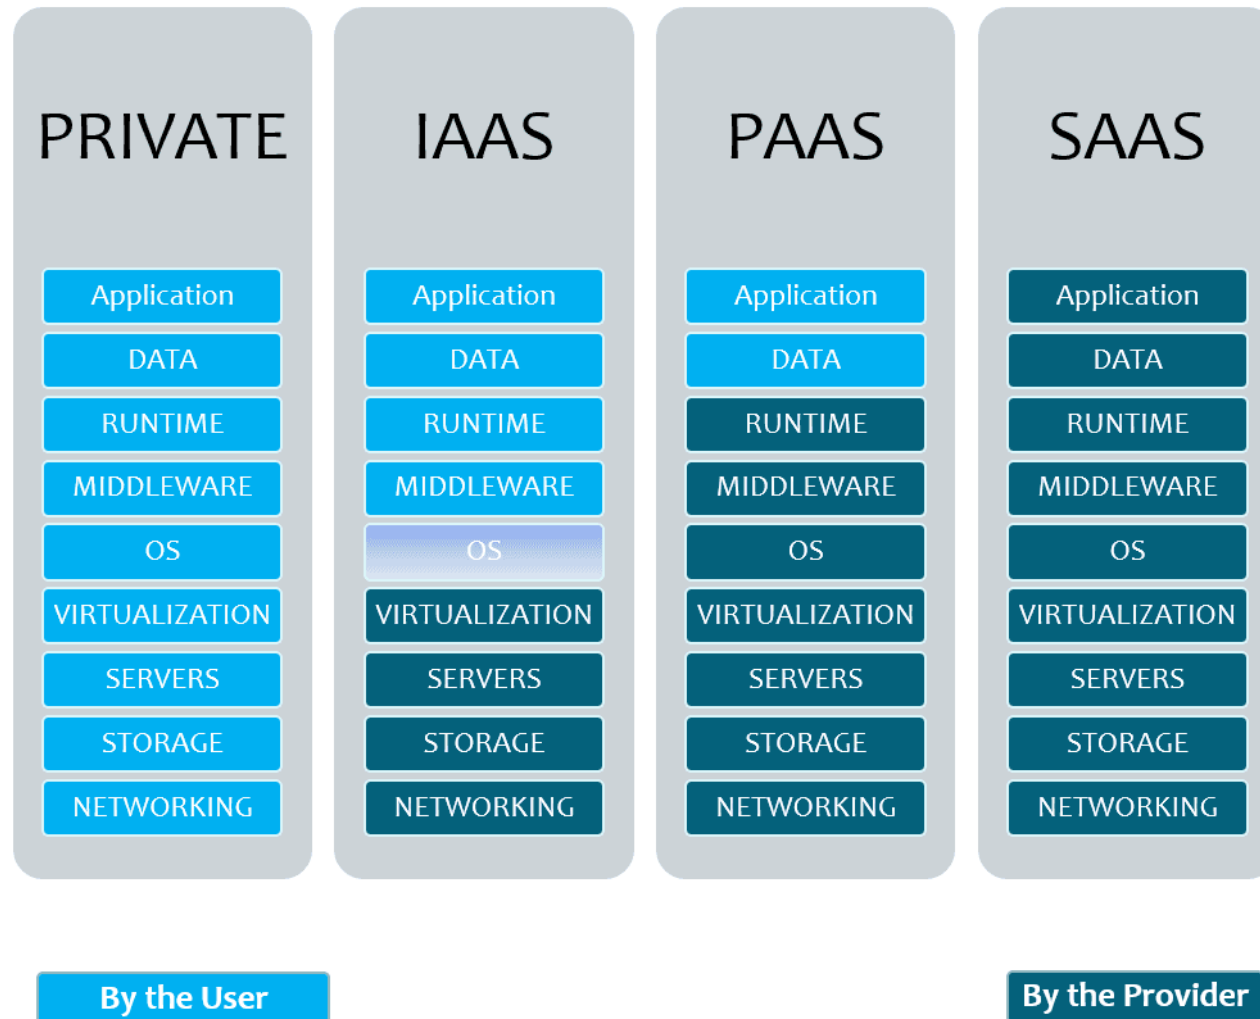 PRIVATE
Application
DATA
RUNTIME
MIDDLEWARE
OS
VIRTUALIZATION
SERVERS
STORAGE
NETWORKING
IAAS
Application
DATA
RUNTIME
MIDDLEWARE
OS
VIRTUALIZATION
SERVERS
STORAGE
NETWORKING
PAAS
Application
DATA
RUNTIME
MIDDLEWARE
OS
VIRTUALIZATION
SERVERS
STORAGE
NETWORKING
SAAS
Application
DATA
RUNTIME
MIDDLEWARE
OS
VIRTUALIZATION
SERVERS
STORAGE
NETWORKING
By the User
By the Provider